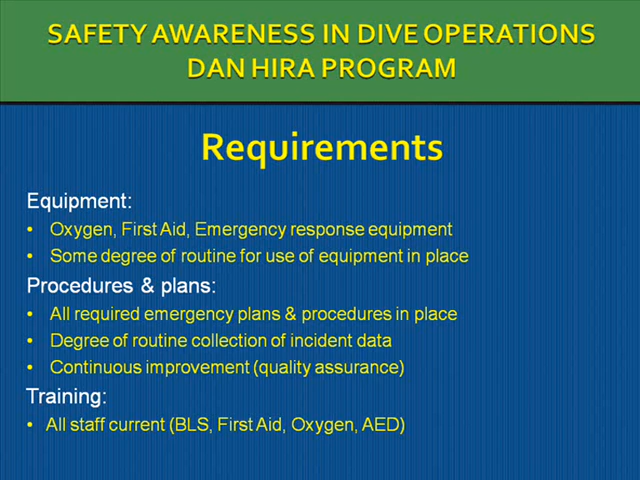 SAFETY AWARENESS IN DIVE OPERATIONS
DAN HIRA PROGRAM
Requirements
Equipment:
• Oxygen, First Aid, Emergency response equipment
• Some degree of routine for use of equipment in place
Procedures & plans:
• All required emergency plans & procedures in place
• Degree of routine collection of incident data
• Continuous improvement (quality assurance)
Training:
• All staff current (BLS, First Aid, Oxygen, AED)